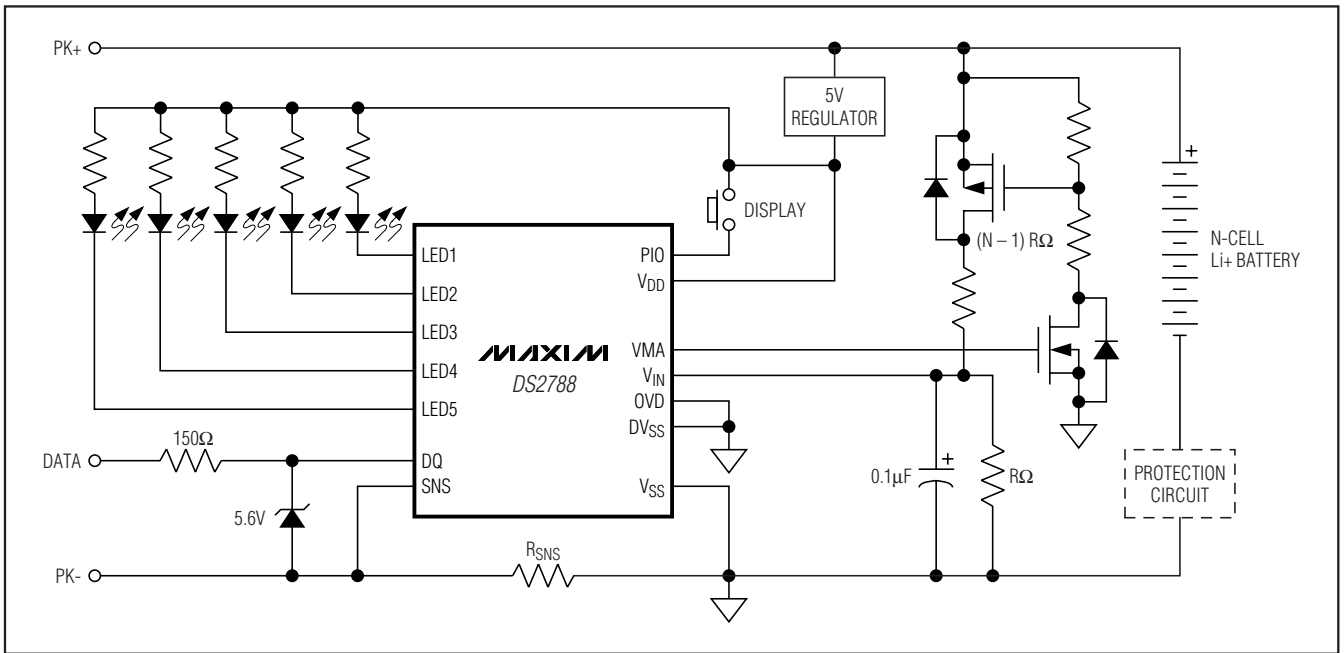 PK+
5V
REGULATOR
DISPLAY
(N – 1) RΩ
+
N-CELL
Li+ BATTERY
LED1
LED2
LED3
LED4
LED5
DQ
SNS
MAXIM
DS2788
PIO
VDD
VMA
VIN
OVD
DVSS
VSS
DATA
150Ω
5.6V
0.1µF
+
RΩ
PROTECTION
CIRCUIT
PK-
RSNS